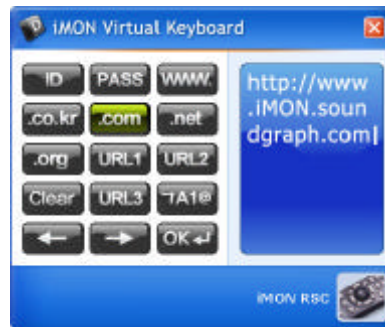 iMON Virtual Keyboard
ID PASS WWW.
.co.kr .com .net
.org URL1 URL2
Clear URL3 ㄱA1@
← → OK↵
http://www
.iMON.soun
dgraph.com|
iMON RSC